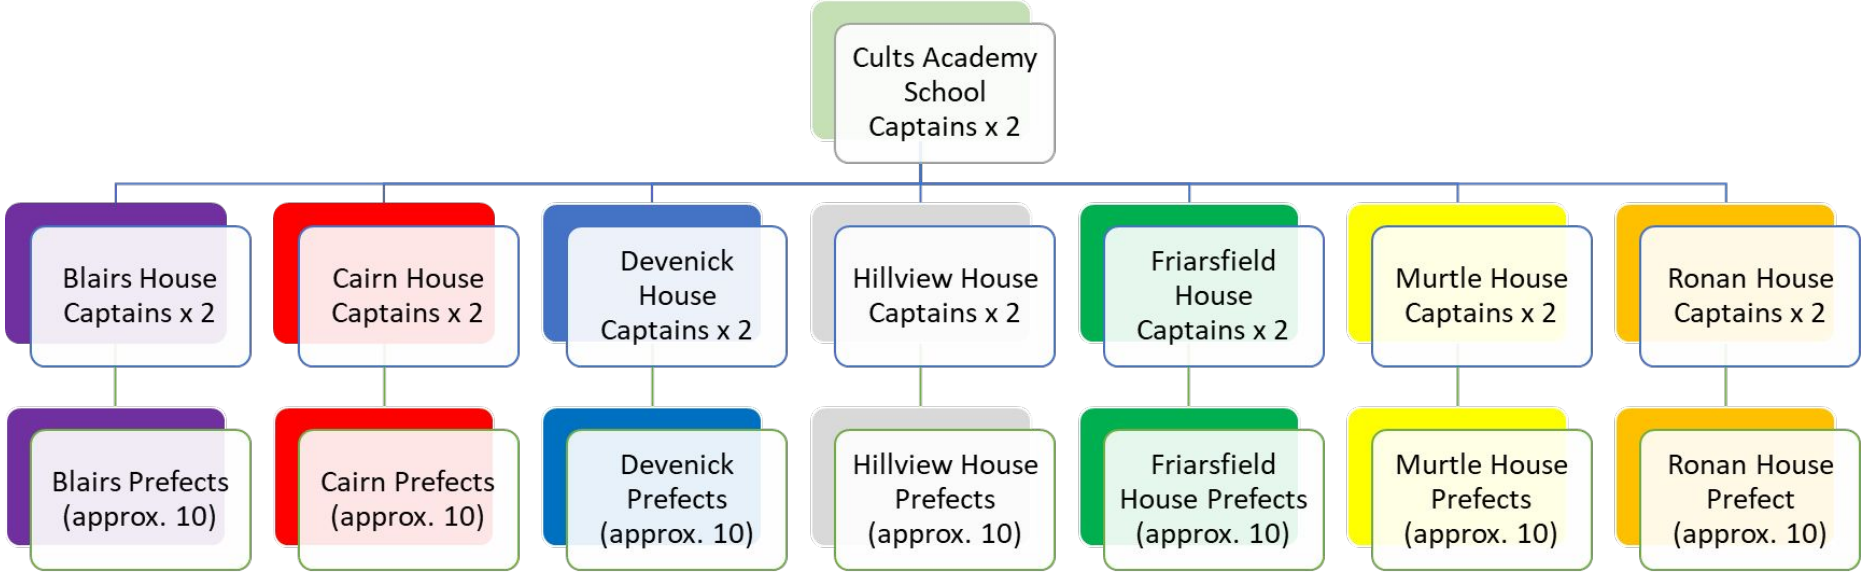 Cults Academy
School
Captains x 2
Blairs House
Captains x 2
Cairn House
Captains x 2
Devenick
House
Captains x 2
Hillview House
Captains x 2
Friarsfield
House
Captains x 2
Murtle House
Captains x 2
Ronan House
Captains x 2
Blairs Prefects
(approx. 10)
Cairn Prefects
(approx. 10)
Devenick
Prefects
(approx. 10)
Hillview House
Prefects
(approx. 10)
Friarsfield
House Prefects
(approx. 10)
Murtle House
Prefects
(approx. 10)
Ronan House
Prefect
(approx. 10)